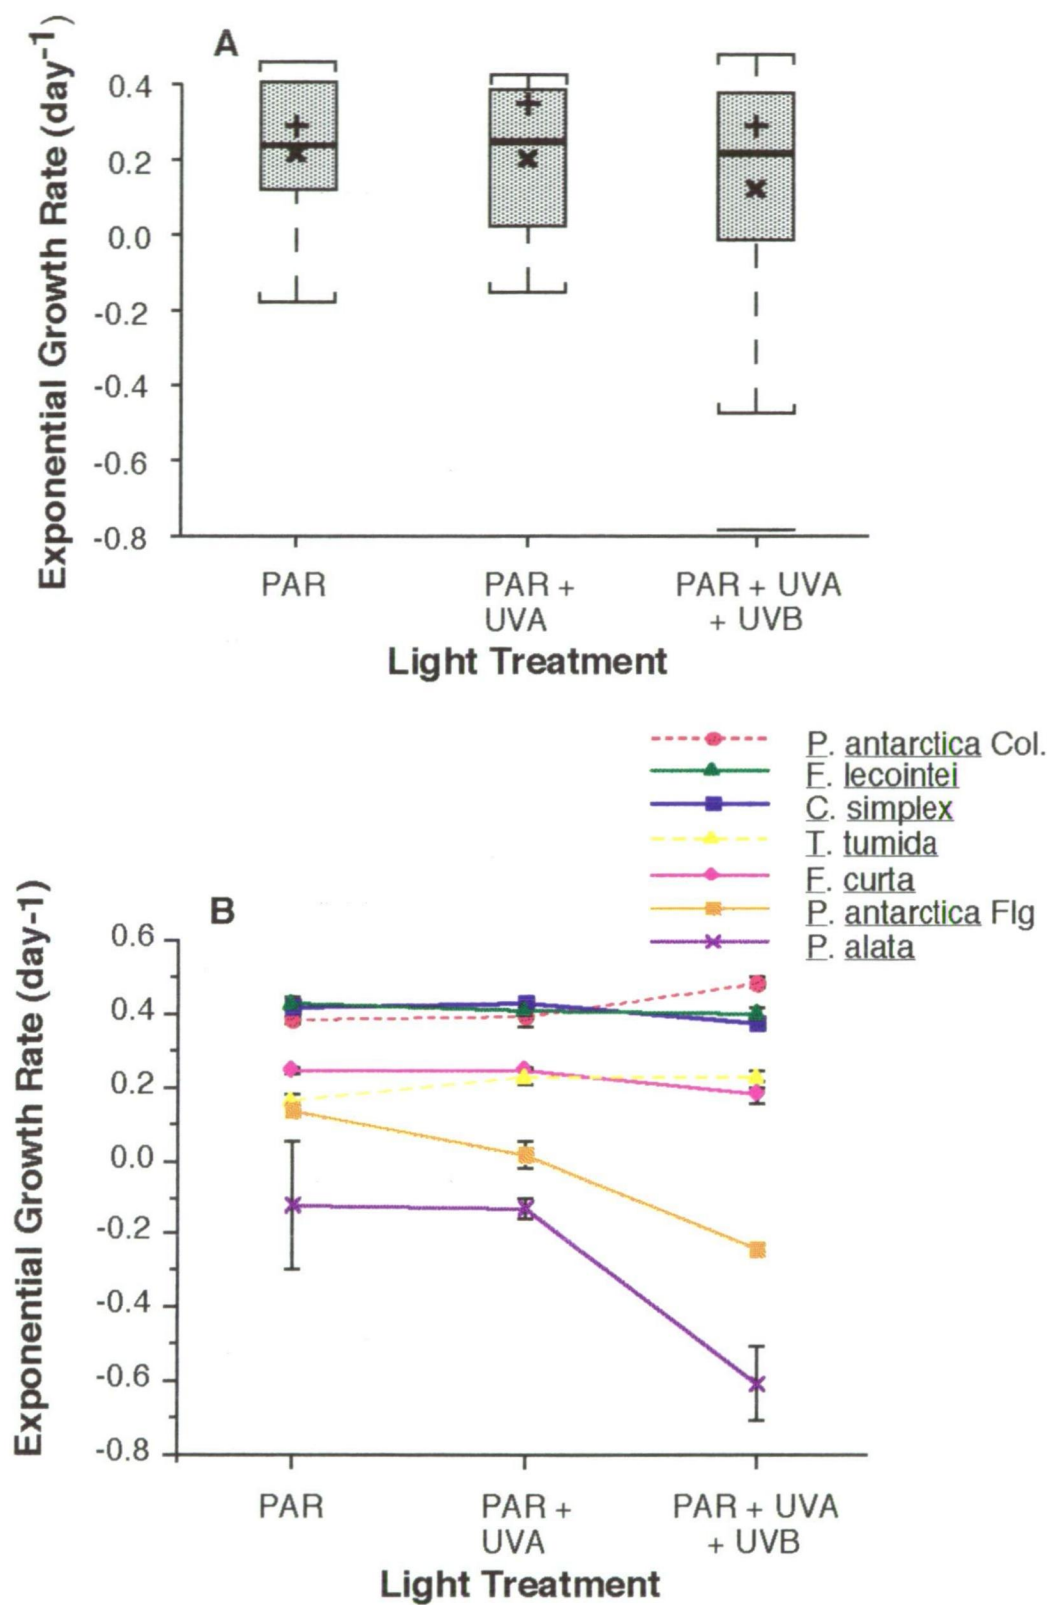 A
Exponential Growth Rate (day-1)
0.4
0.2
0.0
-0.2
-0.4
-0.6
-0.8
PAR
PAR +
UVA
PAR + UVA
+ UVB
Light Treatment
P. antarctica Col.
F. lecointei
C. simplex
T. tumida
F. curta
P. antarctica Flg
P. alata
B
Exponential Growth Rate (day-1)
0.6
0.4
0.2
0.0
-0.2
-0.4
-0.6
-0.8
PAR
PAR +
UVA
PAR + UVA
+ UVB
Light Treatment